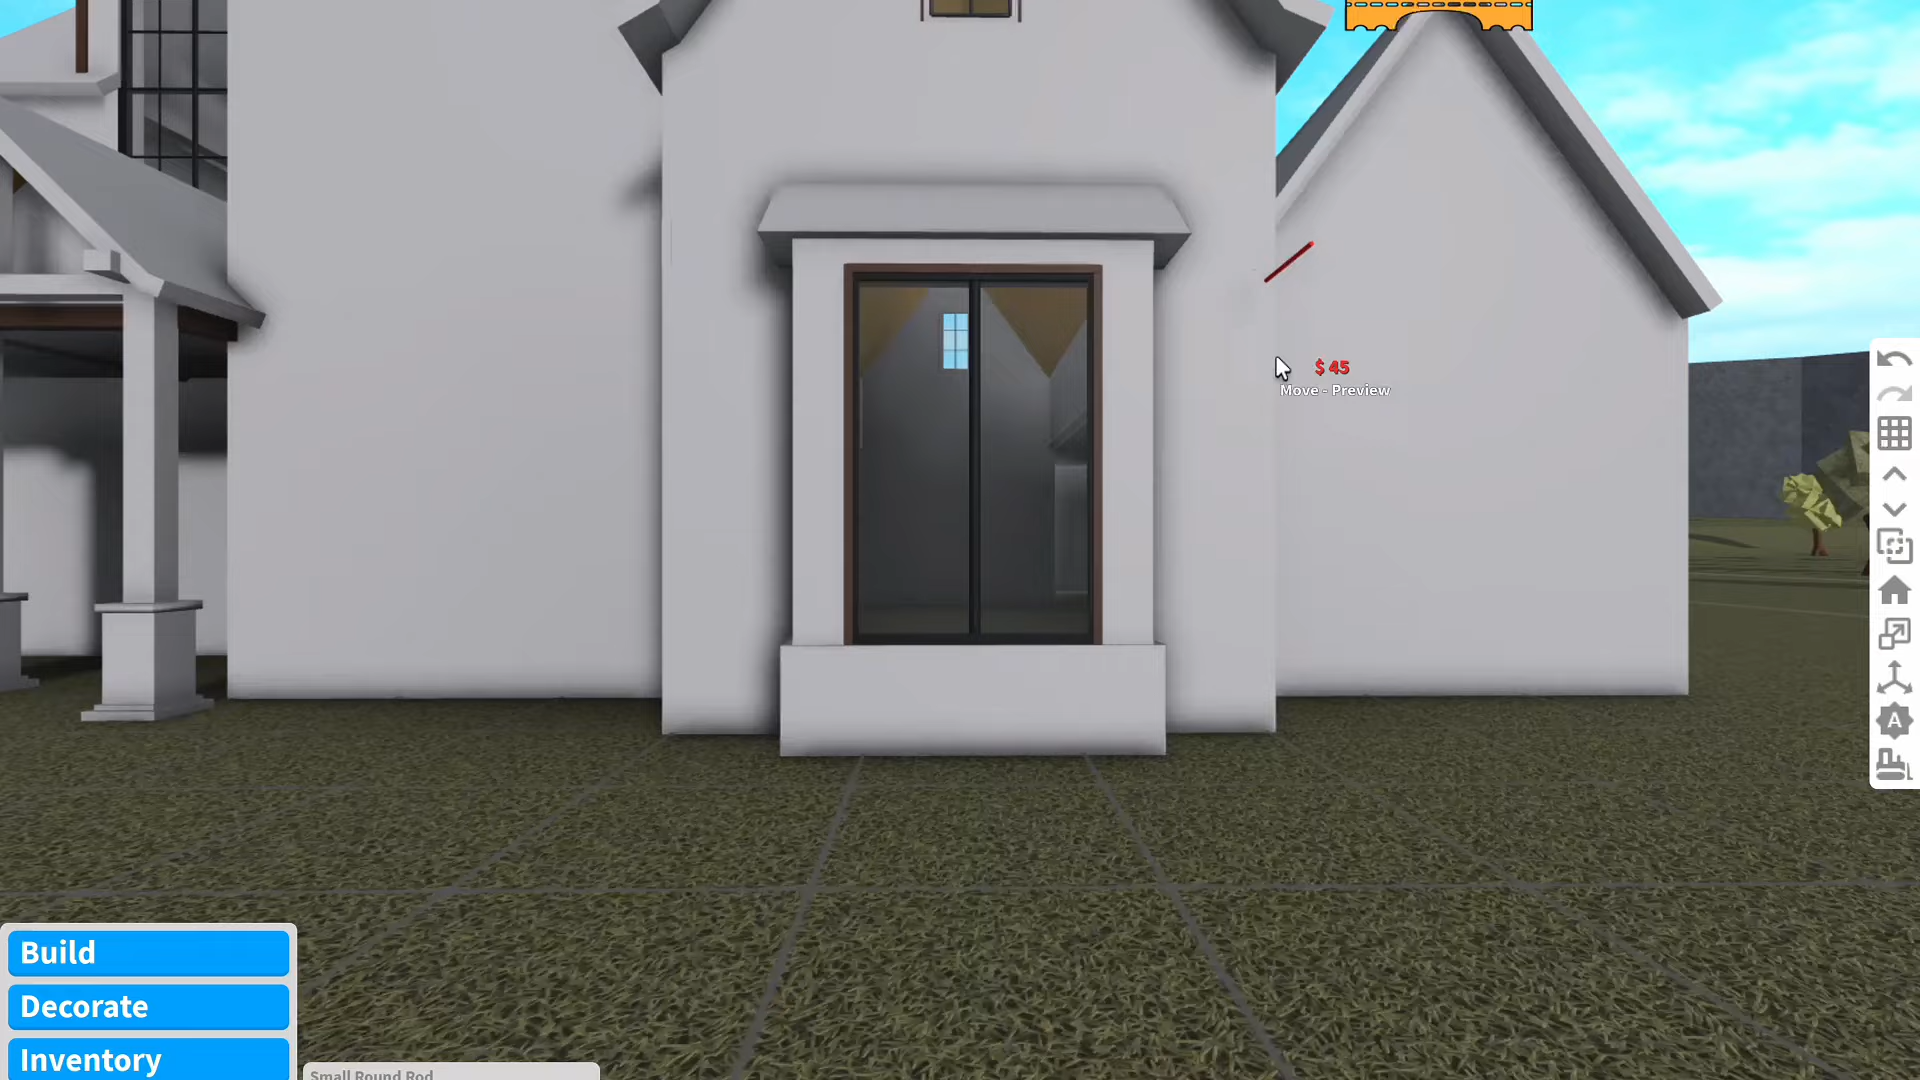 $ 45
Move - Preview
A
Build
Decorate
Inventory
Small Round Rod